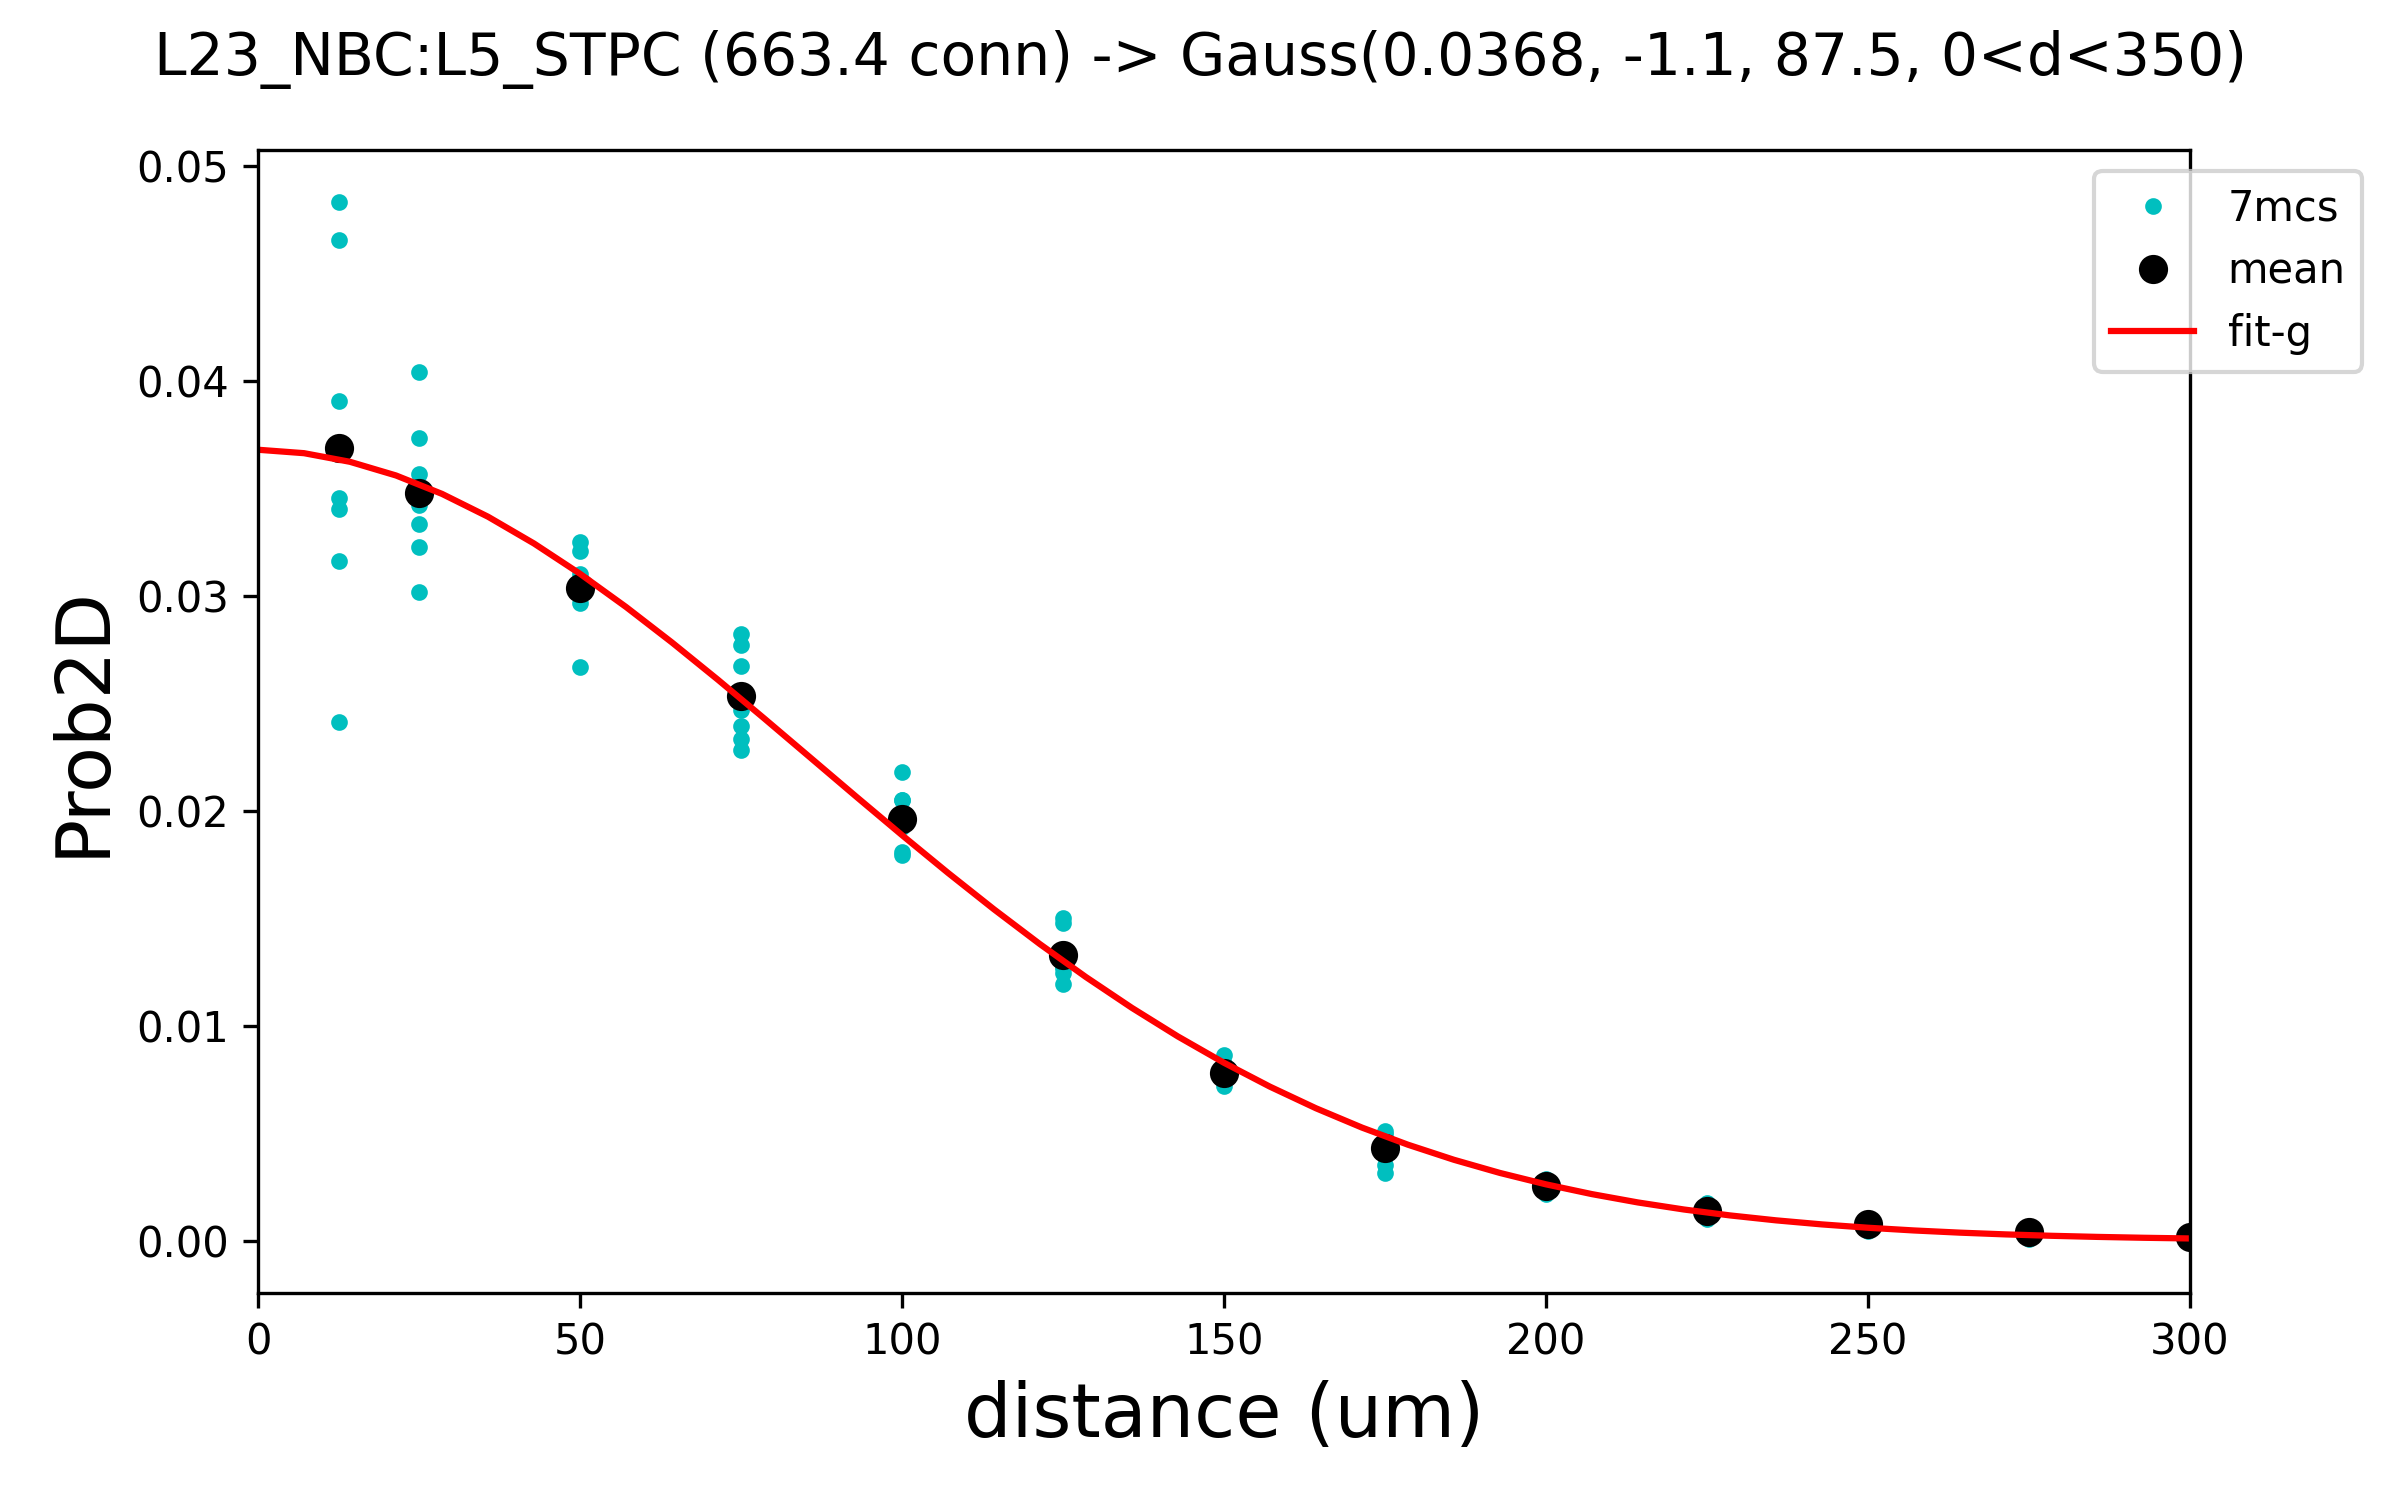 L23_NBC:L5_STPC (663.4 conn) -> Gauss(0.0368, -1.1, 87.5, 0<d<350)
0.05
0.04
0.03
0.02
0.01
0.00
Prob2D
7mcs
mean
fit-g
0 50 100 150 200 250 300
distance (um)